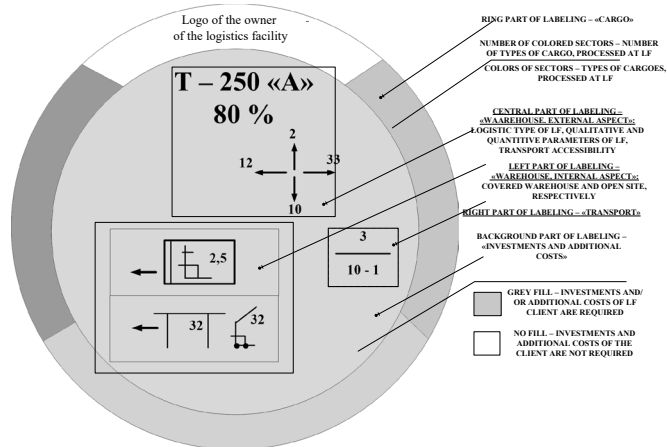 Logo of the owner
of the logistics facility
T – 250 «A»
80 %
2
12
33
10
2,5
32
32
3
10 - 1
RING PART OF LABELING – «CARGO»
NUMBER OF COLORED SECTORS – NUMBER
OF TYPES OF CARGO, PROCESSED AT LF
COLORS OF SECTORS – TYPES OF CARGOES,
PROCESSED AT LF
CENTRAL PART OF LABELING –
«WAAREHOUSE, EXTERNAL ASPECT»:
LOGISTIC TYPE OF LF, QUALITATIVE AND
QUANTITIVE PARAMETERS OF LF,
TRANSPORT ACCESSIBILITY
LEFT PART OF LABELING –
«WAREHOUSE, INTERNAL ASPECT»:
COVERED WAREHOUSE AND OPEN SITE,
RESPECTIVELY
RIGHT PART OF LABELING – «TRANSPORT»
BACKGROUND PART OF LABELING –
«INVESTMENTS AND ADDITIONAL
COSTS»
GREY FILL – INVESTMENTS AND/
OR ADDITIONAL COSTS OF LF
CLIENT ARE REQUIRED
NO FILL – INVESTMENTS AND
ADDITIONAL COSTS OF THE
CLIENT ARE NOT REQUIRED